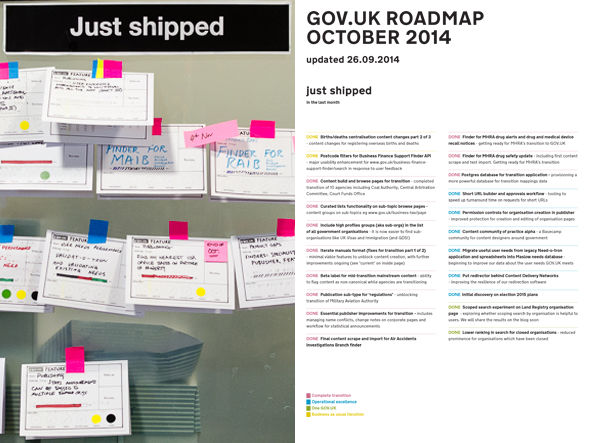 Just shipped
FEATURE
PUBLISHING
FEATURE
FINDER FOR
MAIB
FINDER FOR
RAIB
FEATURE
USER NEEDS
EXISTING NEEDS
FEATURE
PUBLISHING
FEATURE
FEATURE
PUBLISHING
CAN BE TAGGED TO
GOV.UK ROADMAP
OCTOBER 2014
updated 26.09.2014
just shipped
in the last month
DONE Births/deaths centralisation content changes part 2 of 3
- content changes for registering overseas births and deaths
DONE Postcode filters for Business Finance Support Finder API
- major usability enhancement for www.gov.uk/business-finance-
support-finder/search in response to user feedback
DONE Content build and browse pages for transition - completed
transition of 10 agencies including Coal Authority, Central Arbitration
Committee, Court Funds Office
DONE Curated lists functionality on sub-topic browse pages -
content groups on sub-topics eg www.gov.uk/business-tax/paye
DONE Include high profile groups (aka sub-orgs) in the list
of all government organisations - it is now easier to find sub-
organisations like UK Visas and Immigration (and GDS!)
DONE Iterate manuals format (fixes for transition part 1 of 2)
- minimal viable features to unblock content creation, with further
improvements ongoing (see "current" on inside page)
DONE Beta label for mid-transition mainstream content - ability
to flag content as non canonical while agencies are transitioning
DONE Publication sub-type for "regulations" - unblocking
transition of Military Aviation Authority
DONE Essential publisher improvements for transition - includes
managing name conflicts, change notes on corporate pages and
workflow for statistical announcements
DONE Final content scrape and import for Air Accidents
Investigations Branch finder
DONE Finder for MHRA drug alerts and drug and medical device
recall notices - getting ready for MHRA's transition to GOV.UK
DONE Finder for MHRA drug safety update - including first content
scrape and test import. Getting ready for MHRA's transition
DONE Postgres database for transition application - provisioning a
more powerful database for transition mappings data
DONE Short URL builder and approvals workflow - tooling to
speed up turnaround time on requests for short URLs
DONE Permission controls for organisation creation in publisher
- improved protection for creation and editing of organisation pages
DONE Content community of practice alpha - a Basecamp
community for content designers around government
DONE Migrate useful user needs from legacy Need-o-tron
application and spreadsheets into Maslow needs database -
beginning to improve our data about the user needs GOV.UK meets
DONE Put redirector behind Content Delivery Networks
- improving the resilience of our redirection software
DONE Initial discovery on election 2015 plans
DONE Scoped search experiment on Land Registry organisation
page - exploring whether scoping search by organisation is helpful to
users. We will share the results on the blog soon
DONE Lower ranking in search for closed organisations - reduced
prominence for organisations which have been closed
Complete transition
Operational excellence
One GOV.UK
Business as usual iteration